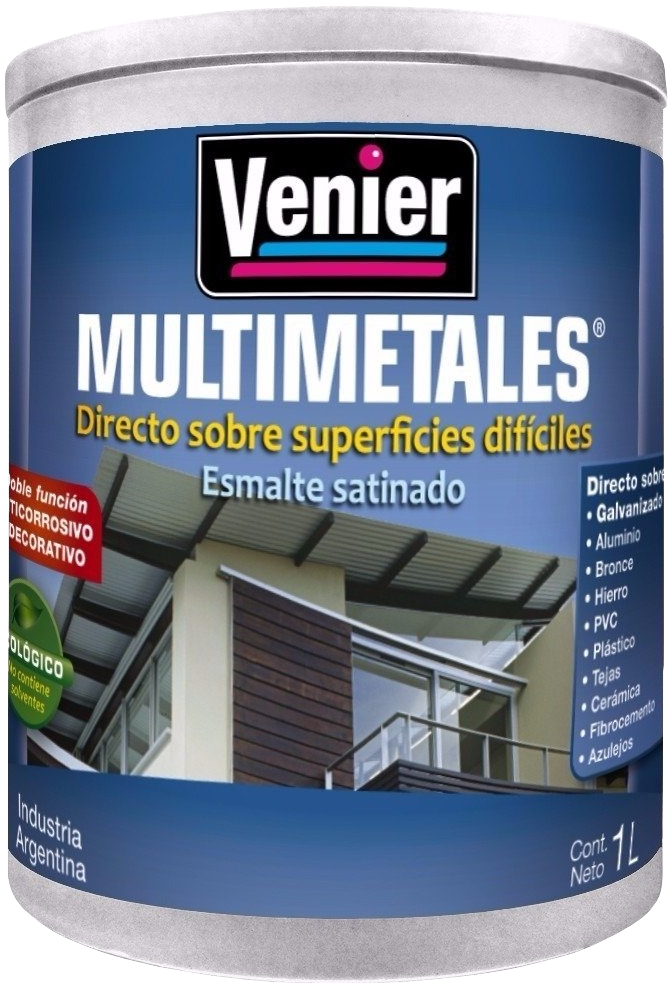 Venier
MULTIMETALES®
Directo sobre superficies difíciles
Esmalte satinado
oble función
TICORROSIVO
DECORATIVO
OLÓGICO
No contiene
solventes
Directo sobre
• Galvanizado
• Aluminio
• Bronce
• Hierro
• PVC
• Plástico
• Tejas
• Cerámica
• Fibrocemento
• Azulejos
Industria
Argentina
Cont.
Neto 1L